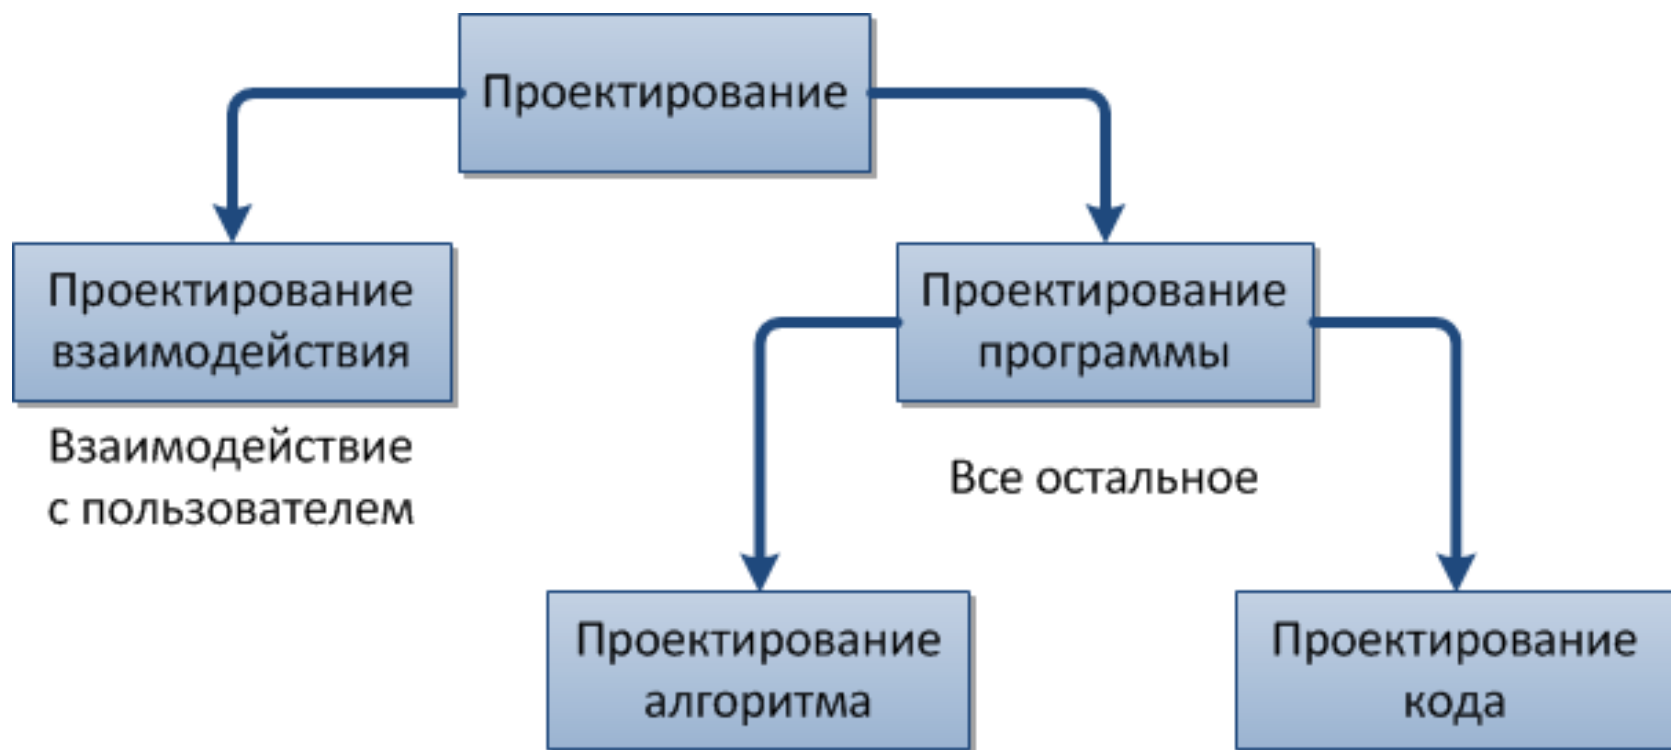 Проектирование
Проектирование
взаимодействия
Проектирование
программы
Взаимодействие
с пользователем
Все остальное
Проектирование
алгоритма
Проектирование
кода